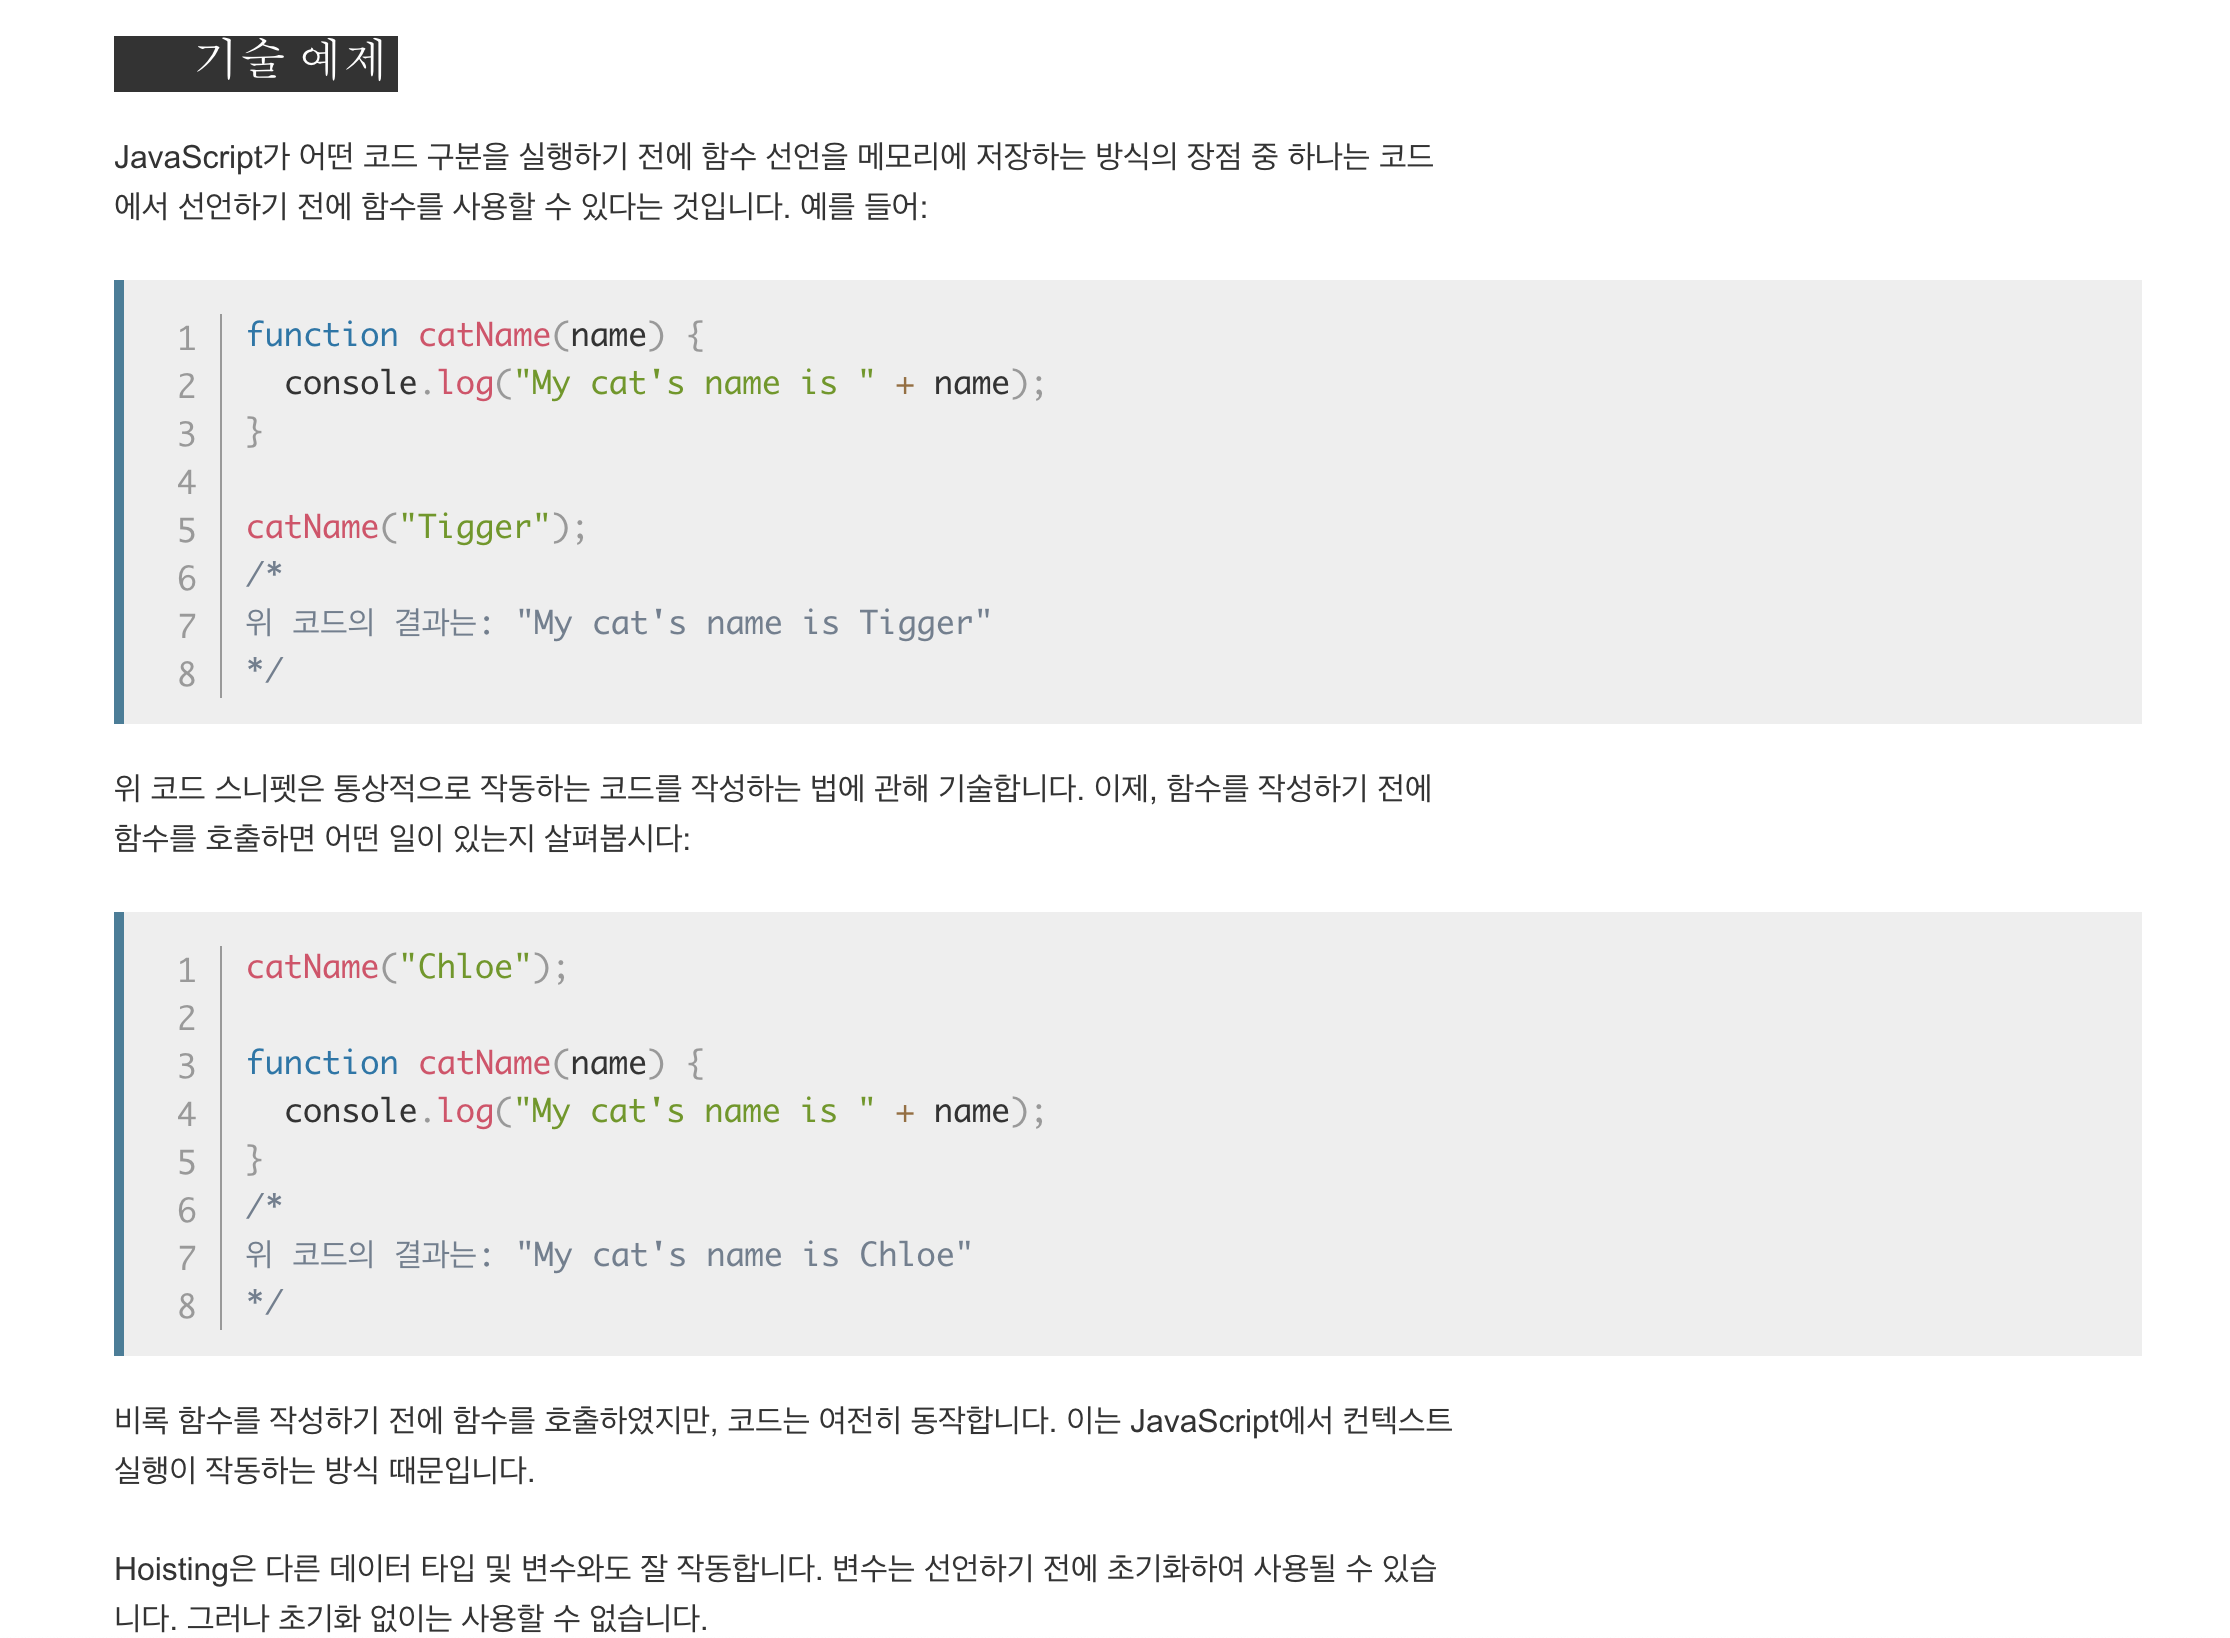 기술 예제
JavaScript가 어떤 코드 구분을 실행하기 전에 함수 선언을 메모리에 저장하는 방식의 장점 중 하나는 코드
에서 선언하기 전에 함수를 사용할 수 있다는 것입니다. 예를 들어:
1 function catName(name) {
2   console.log("My cat's name is " + name);
3 }
4
5 catName("Tigger");
6 /*
7 위 코드의 결과는: "My cat's name is Tigger"
8 */
위 코드 스니펫은 통상적으로 작동하는 코드를 작성하는 법에 관해 기술합니다. 이제, 함수를 작성하기 전에
함수를 호출하면 어떤 일이 있는지 살펴봅시다:
1 catName("Chloe");
2
3 function catName(name) {
4   console.log("My cat's name is " + name);
5 }
6 /*
7 위 코드의 결과는: "My cat's name is Chloe"
8 */
비록 함수를 작성하기 전에 함수를 호출하였지만, 코드는 여전히 동작합니다. 이는 JavaScript에서 컨텍스트
실행이 작동하는 방식 때문입니다.
Hoisting은 다른 데이터 타입 및 변수와도 잘 작동합니다. 변수는 선언하기 전에 초기화하여 사용될 수 있습
니다. 그러나 초기화 없이는 사용할 수 없습니다.